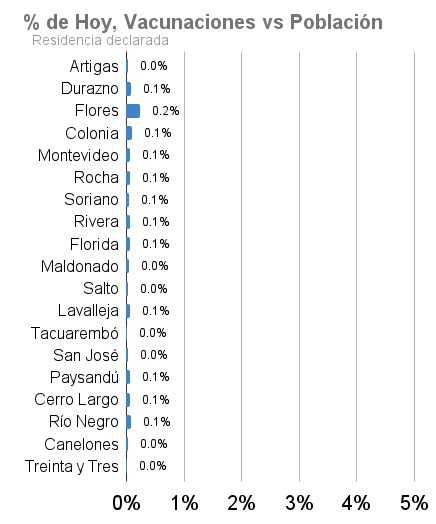 % de Hoy, Vacunaciones vs Población
Residencia declarada
Artigas 0.0%
Durazno 0.1%
Flores 0.2%
Colonia 0.1%
Montevideo 0.1%
Rocha 0.1%
Soriano 0.1%
Rivera 0.1%
Florida 0.1%
Maldonado 0.0%
Salto 0.0%
Lavalleja 0.1%
Tacuarembó 0.0%
San José 0.0%
Paysandú 0.1%
Cerro Largo 0.1%
Río Negro 0.1%
Canelones 0.0%
Treinta y Tres 0.0%
0% 1% 2% 3% 4% 5%